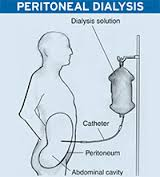 PERITONEAL DIALYSIS
Dialysis solution
Catheter
Peritoneum
Abdominal cavity